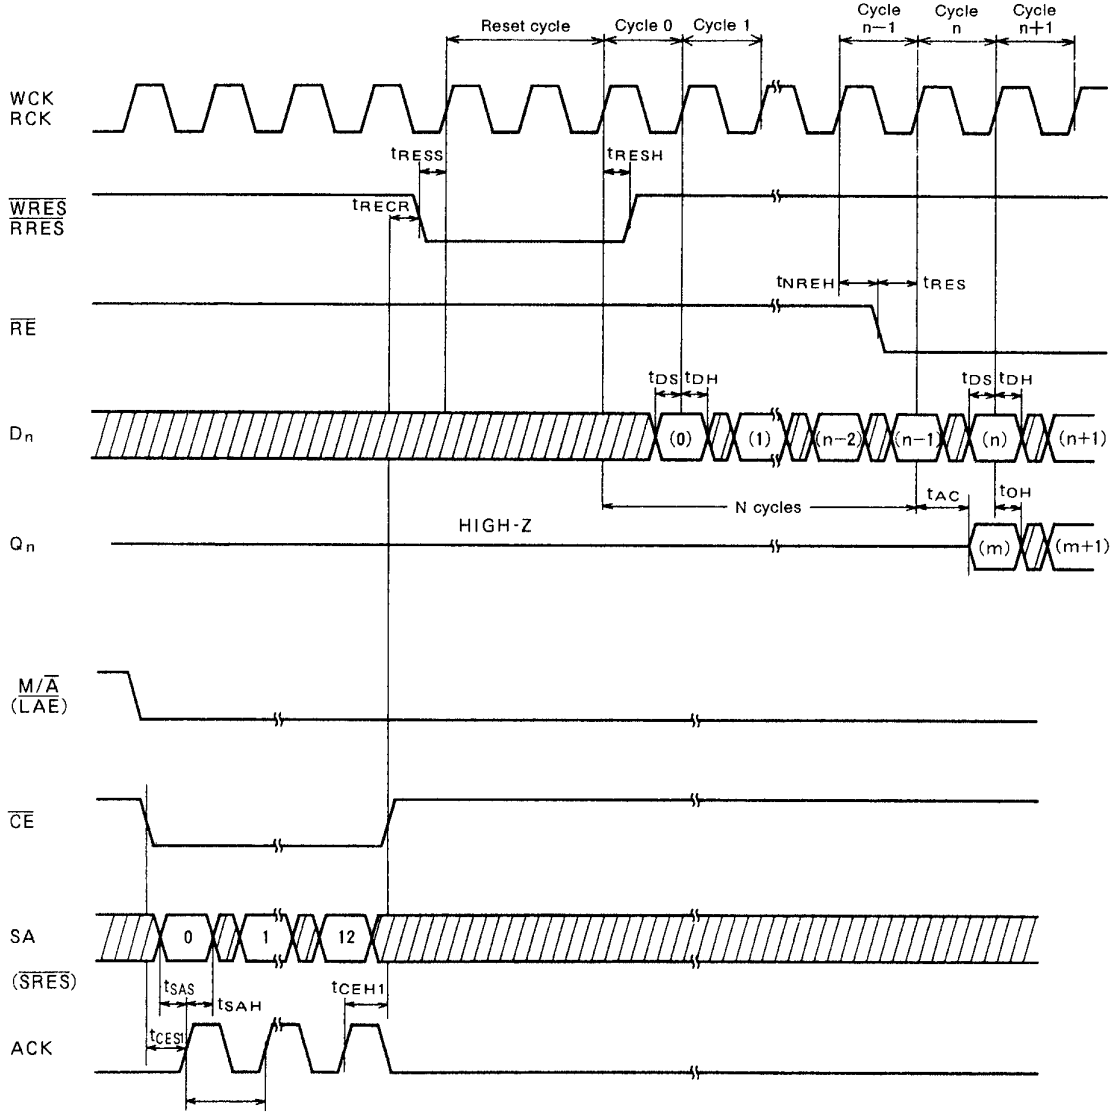 Reset cycle Cycle 0 Cycle 1 Cycle n−1 Cycle n Cycle n+1
WCK
RCK
tRESS tRESH
WRES
RRES
tRECR
tNREH tRES
RE
tDS tDH tDS tDH
Dn (0) (1) (n−2) (n−1) (n) (n+1)
N cycles tAC tOH
HIGH-Z
Qn (m) (m+1)
M/A
(LAE)
CE
SA 0 1 12
(SRES)
tSAS tSAH tCEH1
tCES1
ACK